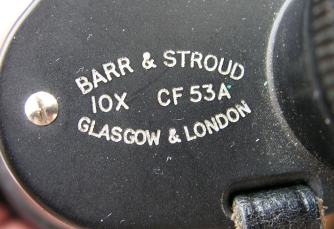 BARR & STROUD
10X CF 53A
GLASGOW & LONDON